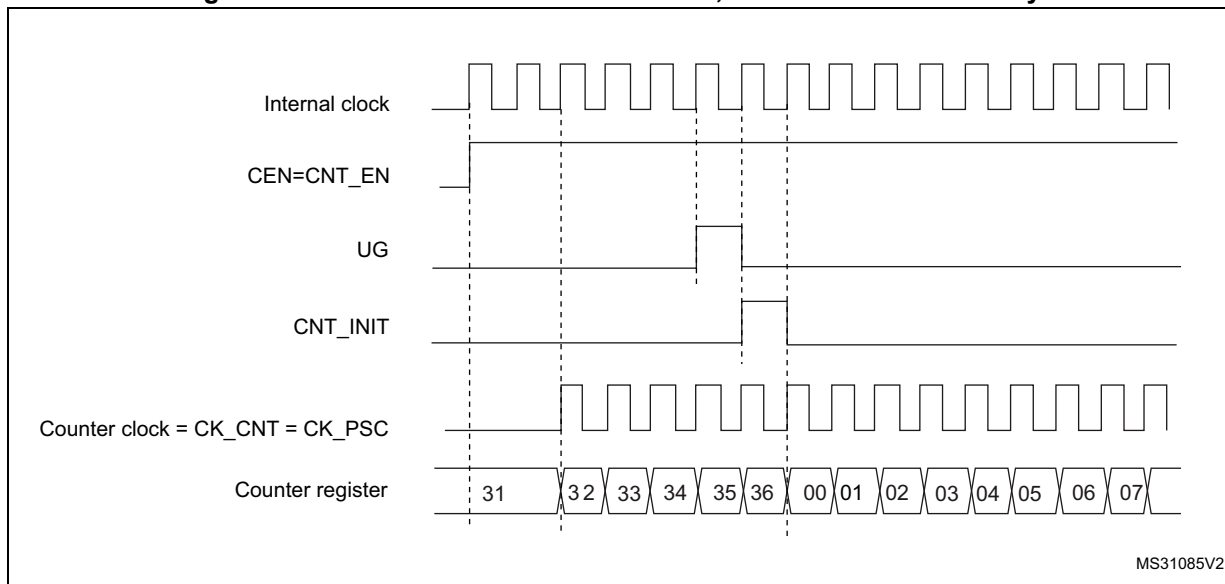 Internal clock
CEN=CNT_EN
UG
CNT_INIT
Counter clock = CK_CNT = CK_PSC
Counter register 31 32 33 34 35 36 00 01 02 03 04 05 06 07
MS31085V2